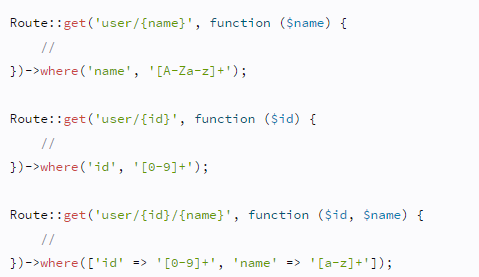 Route::get('user/{name}', function ($name) {
    //
})->where('name', '[A-Za-z]+');
Route::get('user/{id}', function ($id) {
    //
})->where('id', '[0-9]+');
Route::get('user/{id}/{name}', function ($id, $name) {
    //
})->where(['id' => '[0-9]+', 'name' => '[a-z]+']);